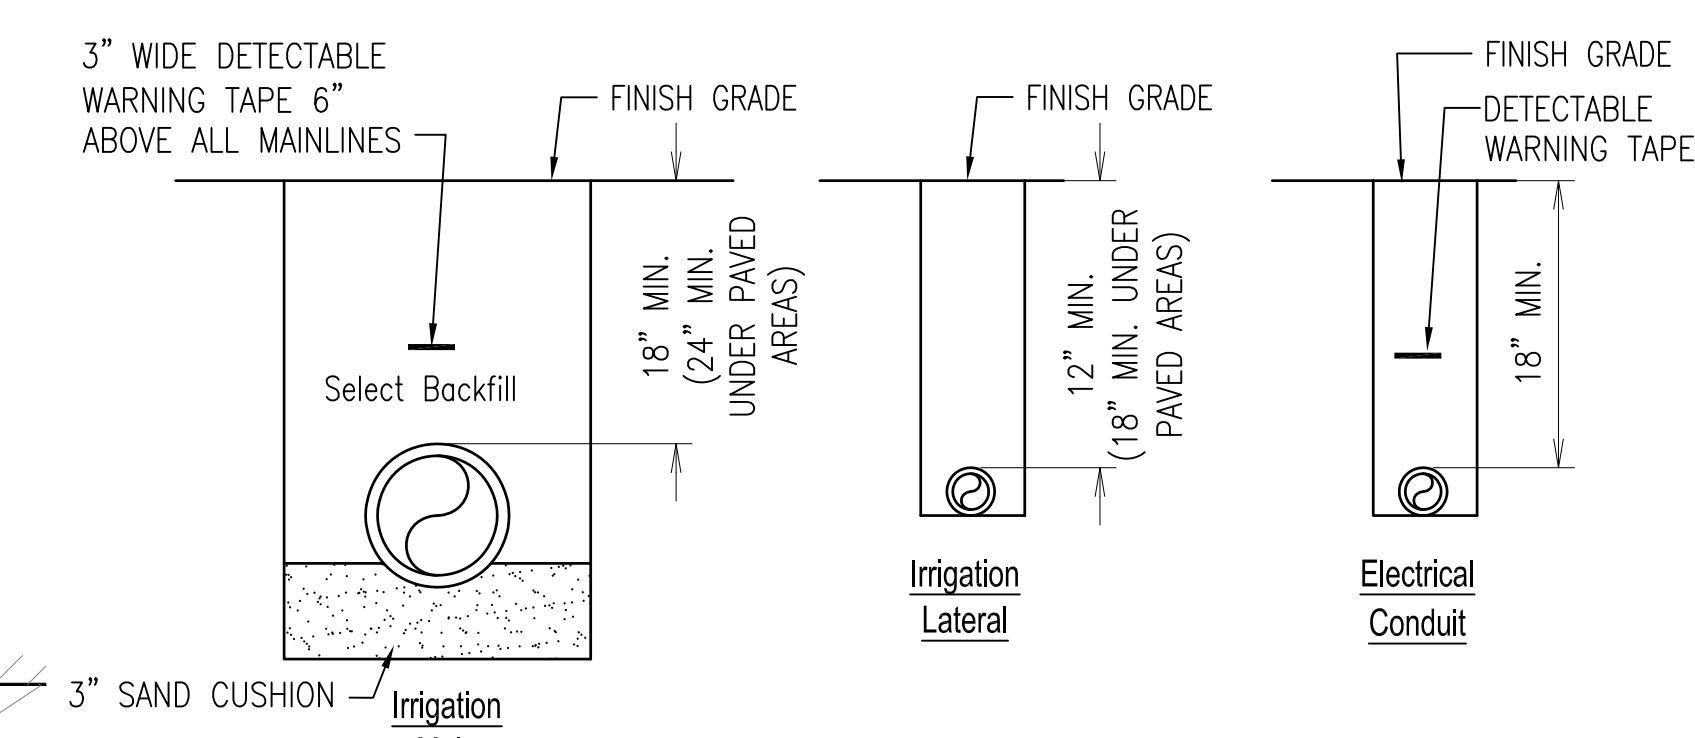 3” WIDE DETECTABLE
WARNING TAPE 6”
ABOVE ALL MAINLINES
FINISH GRADE
18” MIN.
(24” MIN.
UNDER PAVED
AREAS)
Select Backfill
3” SAND CUSHION
Irrigation
FINISH GRADE
12” MIN.
(18” MIN. UNDER
PAVED AREAS)
Irrigation
Lateral
FINISH GRADE
DETECTABLE
WARNING TAPE
18” MIN.
Electrical
Conduit